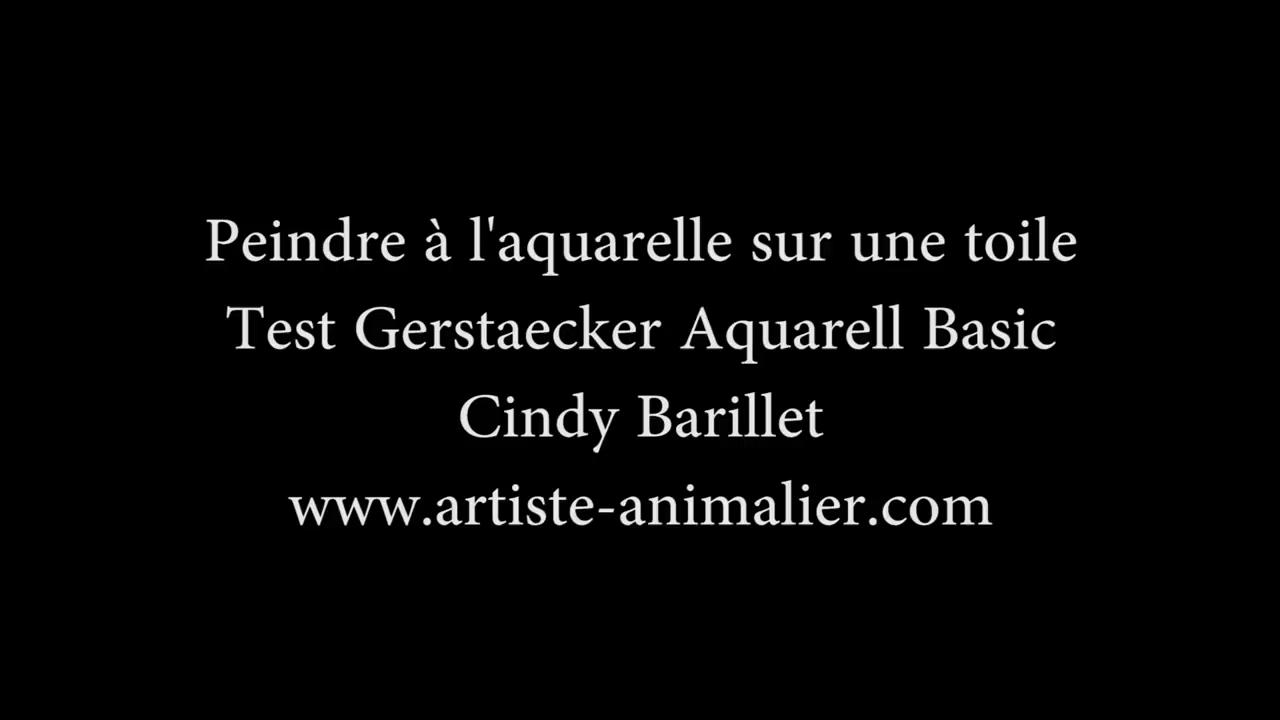 Peindre à l'aquarelle sur une toile
Test Gerstaecker Aquarell Basic
Cindy Barillet
www.artiste-animalier.com